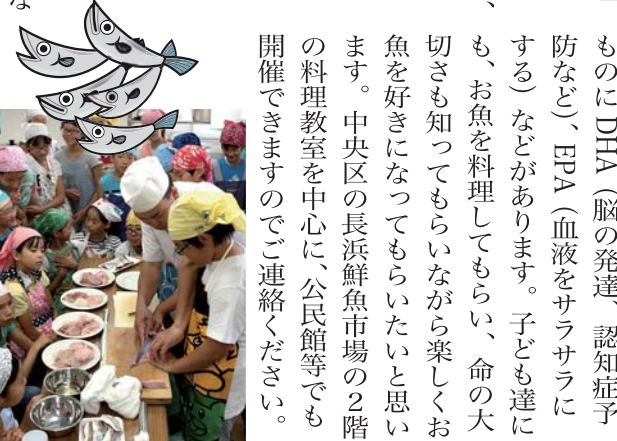 ものに DHA（脳の発達、認知症予
防など）、EPA（血液をサラサラに
する）などがあります。子ども達に
も、お魚を料理してもらい、命の大
切さも知ってもらいながら楽しくお
魚を好きになってもらいたいと思い
ます。中央区の長浜鮮魚市場の2階
の料理教室を中心に、公民館等でも
開催できますのでご連絡ください。
な